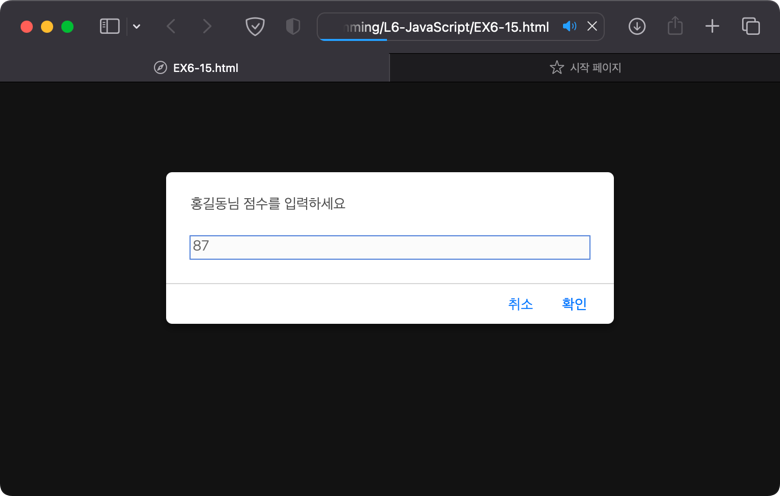 ming/L6-JavaScript/EX6-15.html
EX6-15.html
시작 페이지
홍길동님 점수를 입력하세요
87
취소 확인